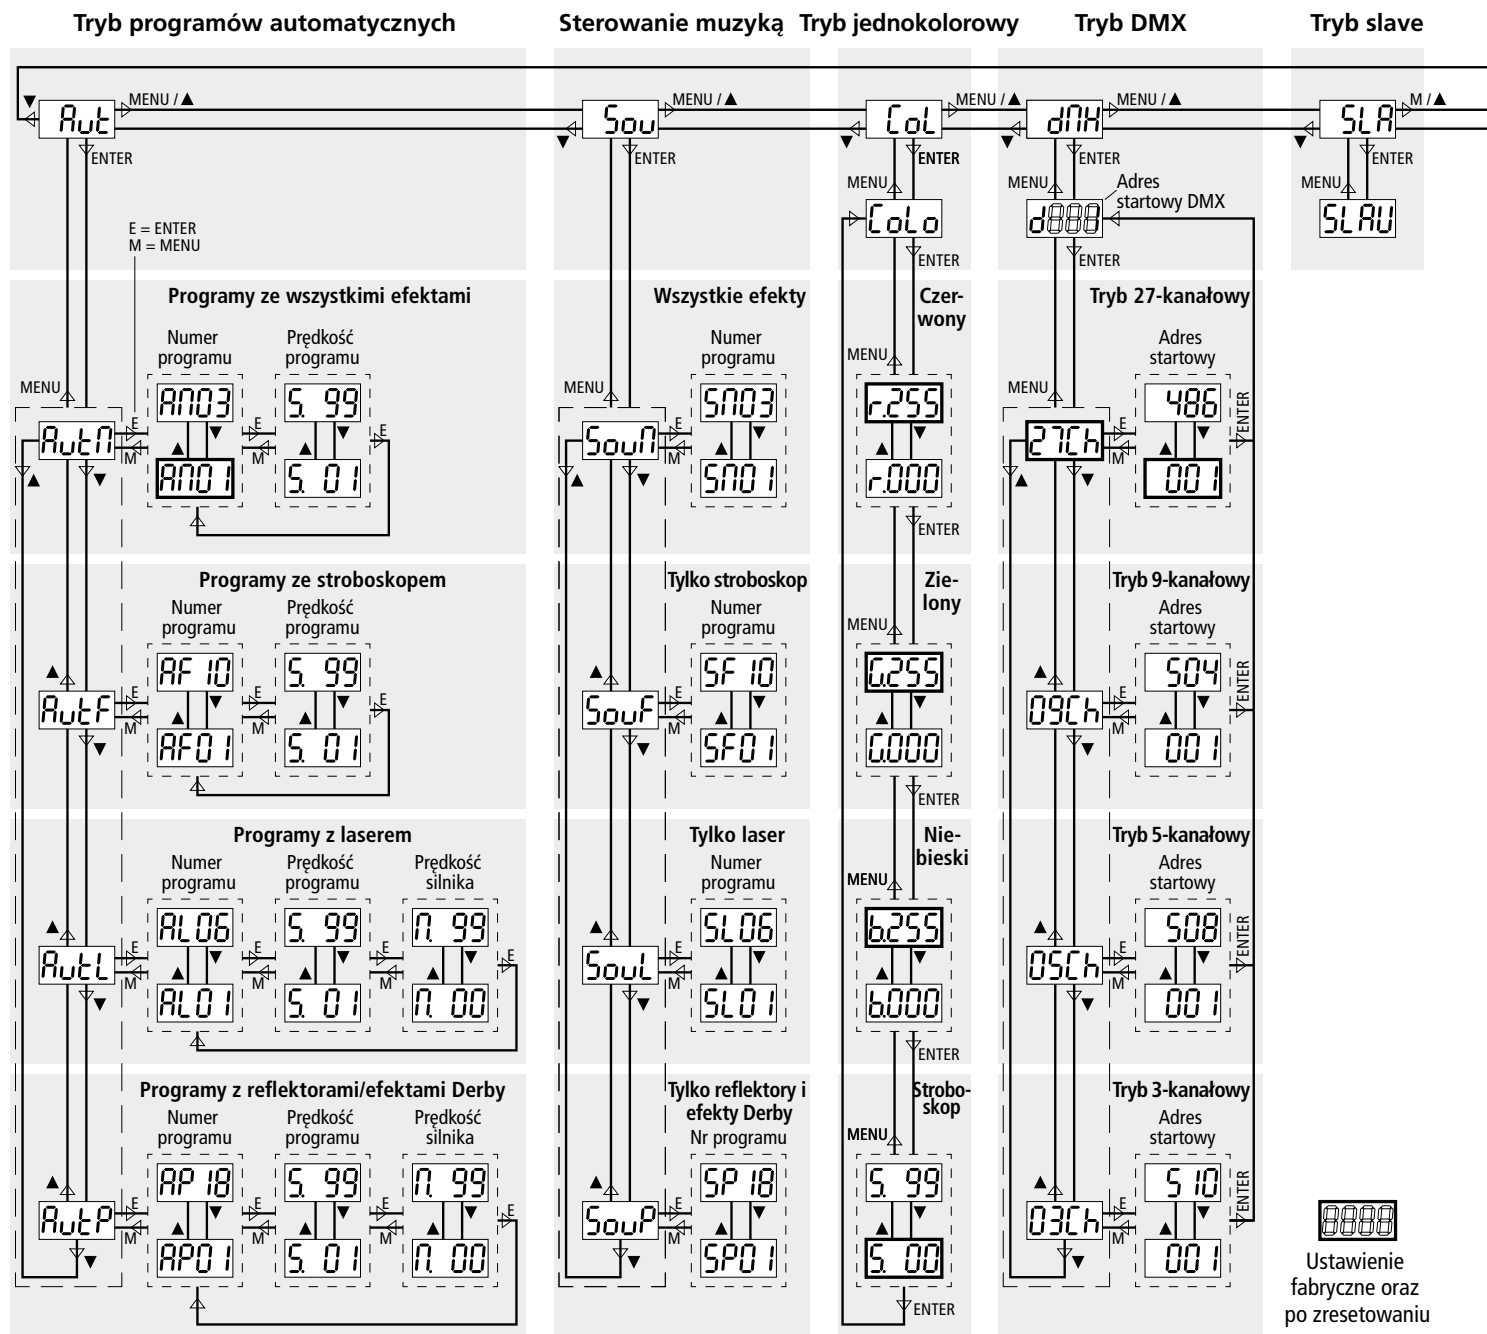 Tryb programów automatycznych
Sterowanie muzyką
Tryb jednokolorowy
Tryb DMX
Tryb slave
Aut
MENU / ▲
Sou
MENU / ▲
CoL
MENU / ▲
dMX
MENU / ▲
SLA
M / ▲
▼
▼
▼
▼
▼
ENTER
ENTER
ENTER
ENTER
ENTER
MENU
MENU
MENU
Adres
startowy DMX
CoLo
d888
SLAU
E = ENTER
M = MENU
ENTER
ENTER
Programy ze wszystkimi efektami
Numer
programu
Prędkość
programu
MENU
AutM
E
M
AM03
▲ ▼
AM01
E
M
S. 99
▲ ▼
S. 01
E
▲ ▼
Wszystkie efekty
Numer
programu
MENU
SouM
E
M
SM03
▲ ▼
SM01
▲ ▼
Czer-
wony
MENU
r.255
▲ ▼
r.000
ENTER
Tryb 27-kanałowy
Adres
startowy
MENU
27Ch
E
M
486
▲ ▼
001
ENTER
▲ ▼
Programy ze stroboskopem
Numer
programu
Prędkość
programu
▲
AutF
▼
E
M
AF10
▲ ▼
AF01
E
M
S. 99
▲ ▼
S. 01
E
Tylko stroboskop
Numer
programu
▲
SouF
▼
E
M
SF10
▲ ▼
SF01
Zie-
lony
MENU
G.255
▲ ▼
G.000
ENTER
Tryb 9-kanałowy
Adres
startowy
▲
09Ch
▼
E
M
504
▲ ▼
001
ENTER
Programy z laserem
Numer
programu
Prędkość
programu
Prędkość
silnika
▲
AutL
▼
E
M
AL06
▲ ▼
AL01
E
M
S. 99
▲ ▼
S. 01
E
M
M. 99
▲ ▼
M. 00
E
Tylko laser
Numer
programu
▲
SouL
▼
E
M
SL06
▲ ▼
SL01
Nie-
bieski
MENU
b.255
▲ ▼
b.000
ENTER
Tryb 5-kanałowy
Adres
startowy
▲
05Ch
▼
E
M
508
▲ ▼
001
ENTER
Programy z reflektorami/efektami Derby
Numer
programu
Prędkość
programu
Prędkość
silnika
▲
AutP
▼
E
M
AP18
▲ ▼
AP01
E
M
S. 99
▲ ▼
S. 01
E
M
M. 99
▲ ▼
M. 00
E
Tylko reflektory i
efekty Derby
Nr programu
▲
SouP
▼
E
M
SP18
▲ ▼
SP01
Strobo-
skop
MENU
S. 99
▲ ▼
S. 00
ENTER
Tryb 3-kanałowy
Adres
startowy
▲
03Ch
▼
E
M
510
▲ ▼
001
ENTER
8888
Ustawienie
fabryczne oraz
po zresetowaniu